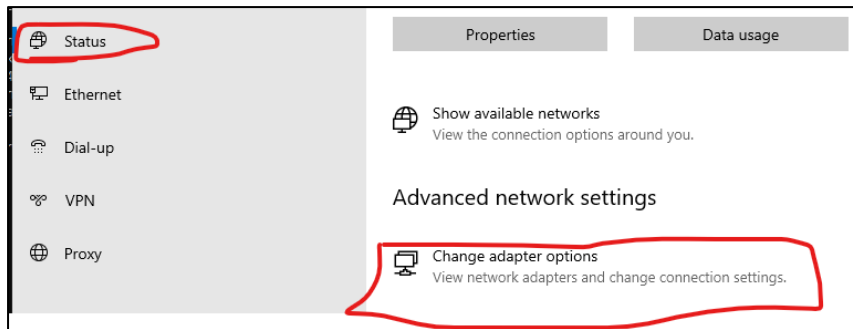 Status
Ethernet
Dial-up
VPN
Proxy
Properties
Data usage
Show available networks
View the connection options around you.
Advanced network settings
Change adapter options
View network adapters and change connection settings.